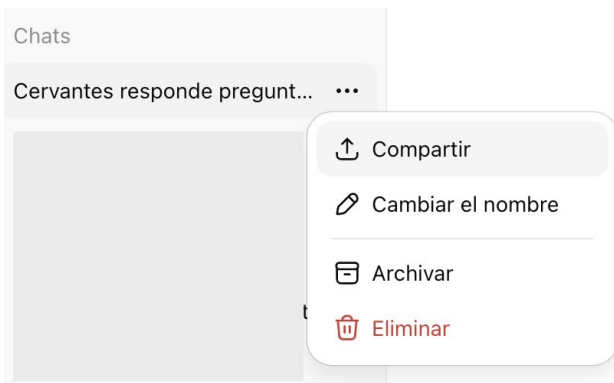 Chats
Cervantes responde pregunt...
Compartir
Cambiar el nombre
Archivar
t
Eliminar